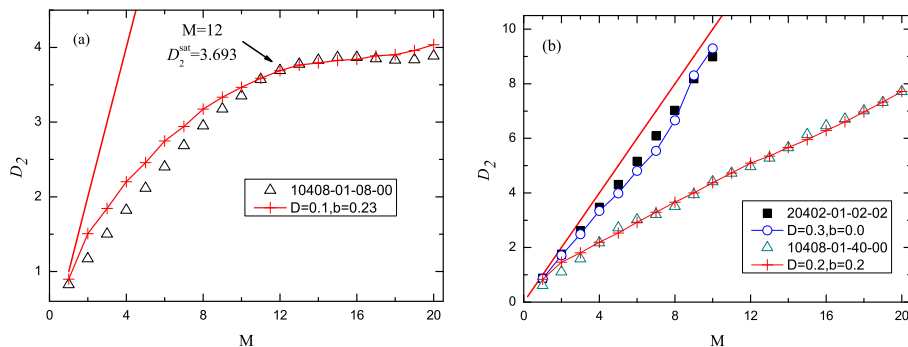 (a)
M=12
D₂ˢᵃᵗ=3.693
4
3
2
1
D₂
10408-01-08-00
D=0.1,b=0.23
0 4 8 12 16 20
M
(b)
10
8
6
4
2
0
D₂
20402-01-02-02
D=0.3,b=0.0
10408-01-40-00
D=0.2,b=0.2
0 4 8 12 16 20
M